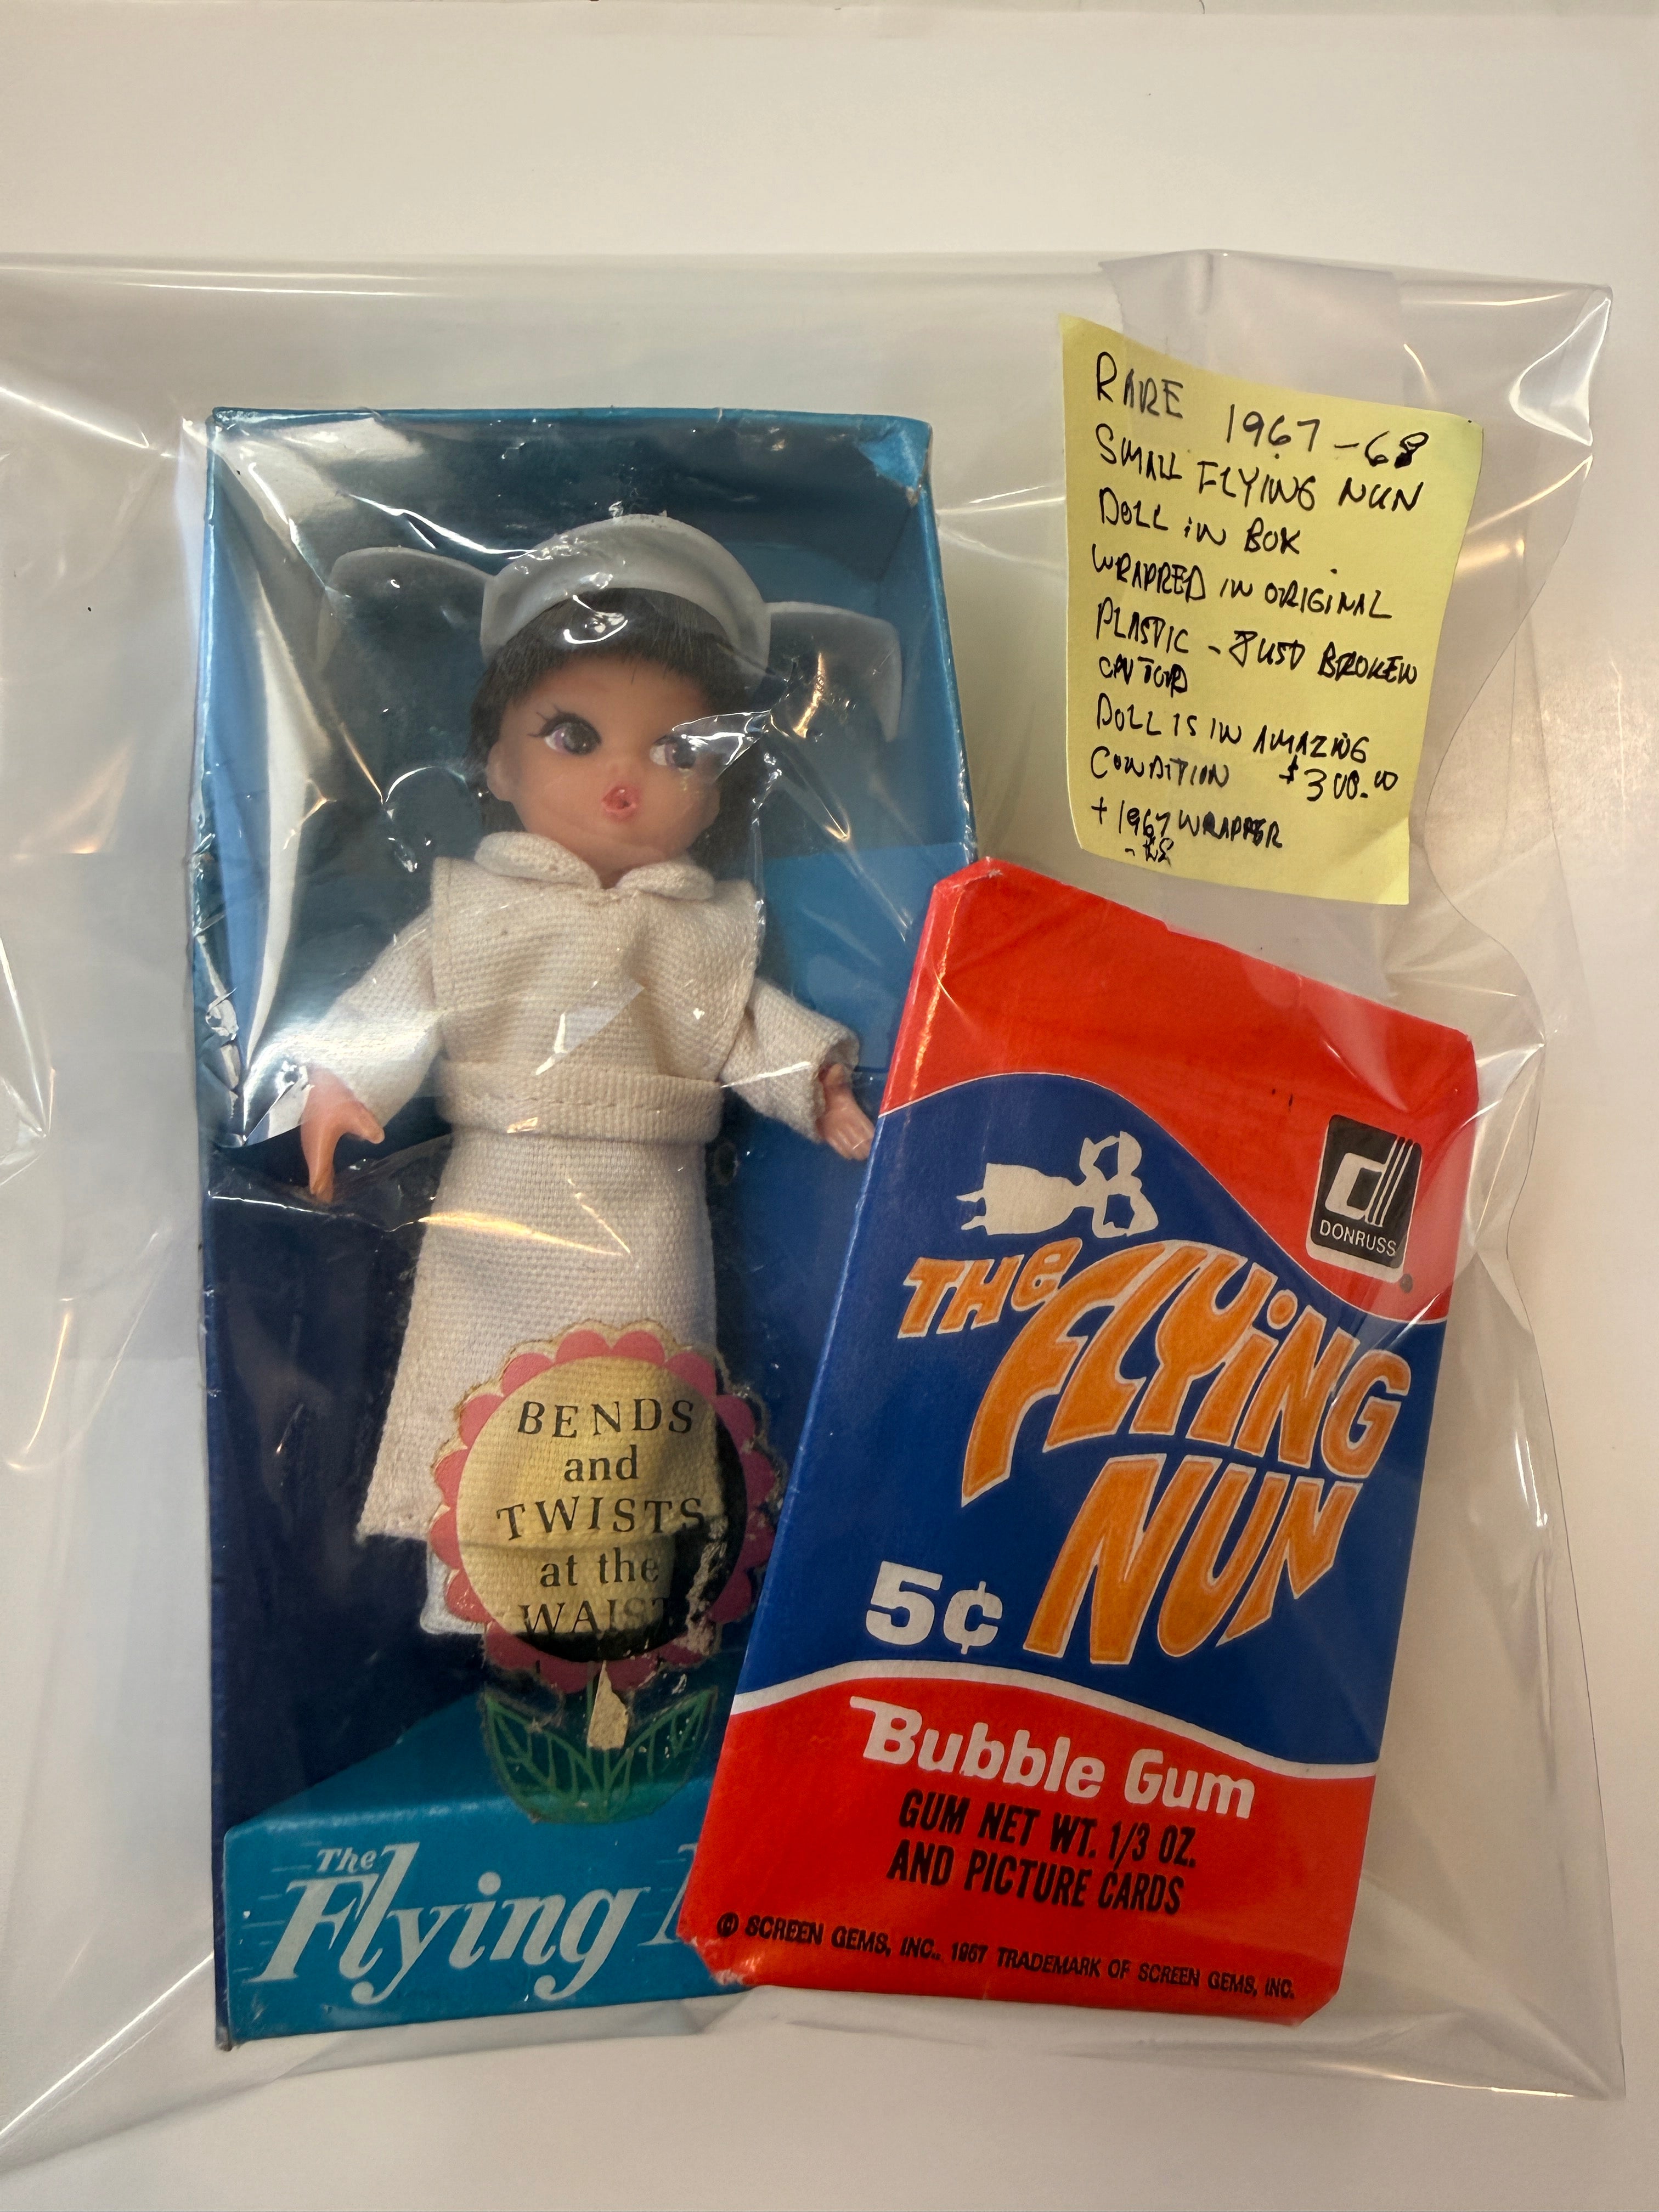 RARE 1967-68
SMALL FLYING NUN
DOLL IN BOX
WRAPPED IN ORIGINAL
PLASTIC - JUST BROKEN
ON TOP
DOLL IS IN AMAZING
CONDITION $300.00
+ 1967 WRAPPER
BENDS
and
TWISTS
at the
WAIST
The
Flying
DONRUSS
THE FLYING
NUN
5¢
Bubble Gum
GUM NET WT. 1/3 OZ.
AND PICTURE CARDS
© SCREEN GEMS, INC. 1967 TRADEMARK OF SCREEN GEMS, INC.